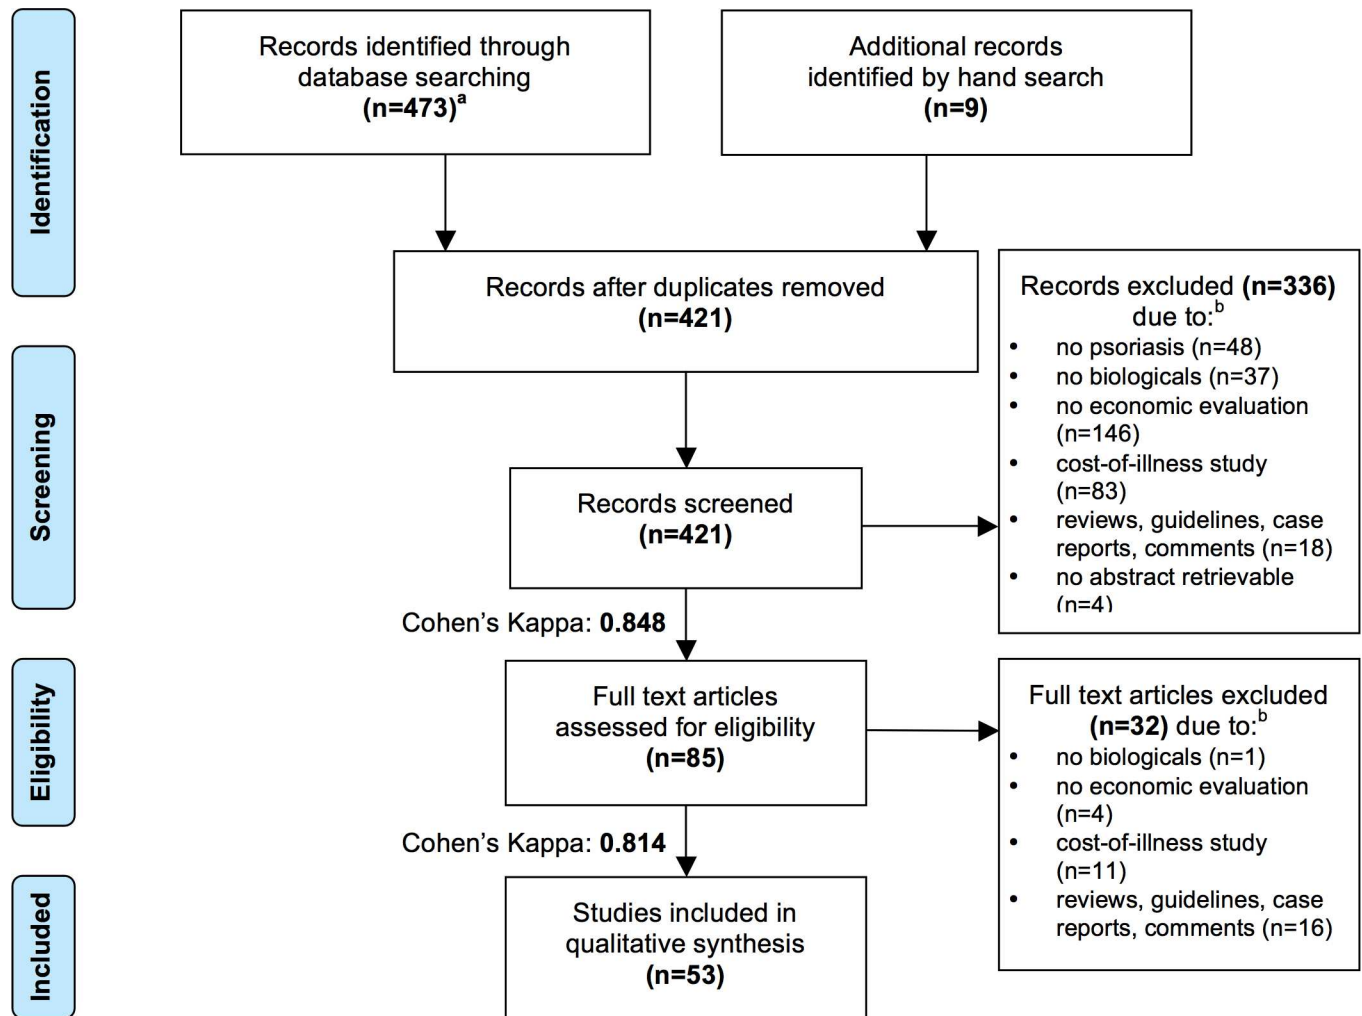 Identification
Records identified through
database searching
(n=473)a
Additional records
identified by hand search
(n=9)
Records after duplicates removed
(n=421)
Screening
Records screened
(n=421)
Records excluded (n=336)
due to:b
• no psoriasis (n=48)
• no biologicals (n=37)
• no economic evaluation
(n=146)
• cost-of-illness study
(n=83)
• reviews, guidelines, case
reports, comments (n=18)
• no abstract retrievable
(n=4)
Cohen’s Kappa: 0.848
Eligibility
Full text articles
assessed for eligibility
(n=85)
Full text articles excluded
(n=32) due to:b
• no biologicals (n=1)
• no economic evaluation
(n=4)
• cost-of-illness study
(n=11)
• reviews, guidelines, case
reports, comments (n=16)
Cohen’s Kappa: 0.814
Included
Studies included in
qualitative synthesis
(n=53)